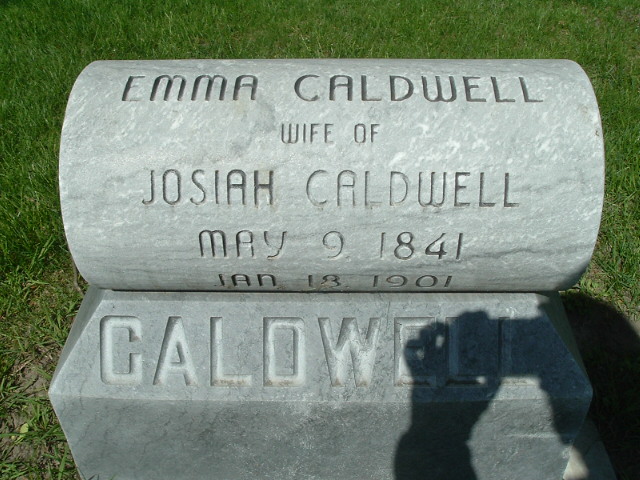 EMMA CALDWELL
WIFE OF
JOSIAH CALDWELL
MAY 9. 1841
JAN 18. 1901
CALDWELL